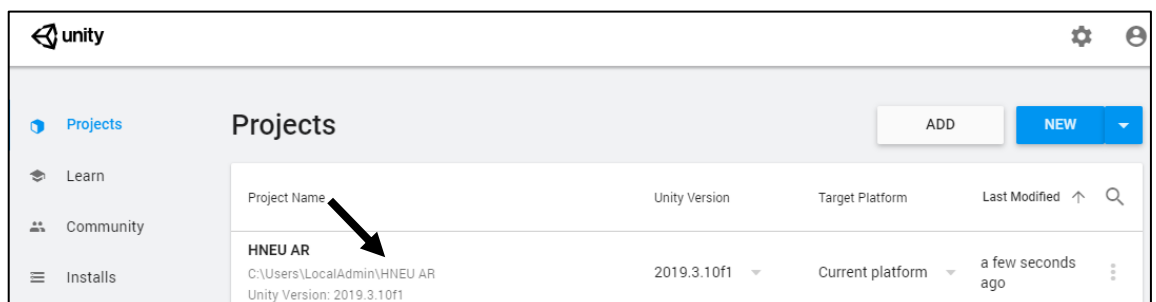 unity
Projects
Learn
Community
Installs
Projects
ADD
NEW
Project Name
Unity Version
Target Platform
Last Modified
HNEU AR
C:\Users\LocalAdmin\HNEU AR
Unity Version: 2019.3.10f1
2019.3.10f1
Current platform
a few seconds
ago